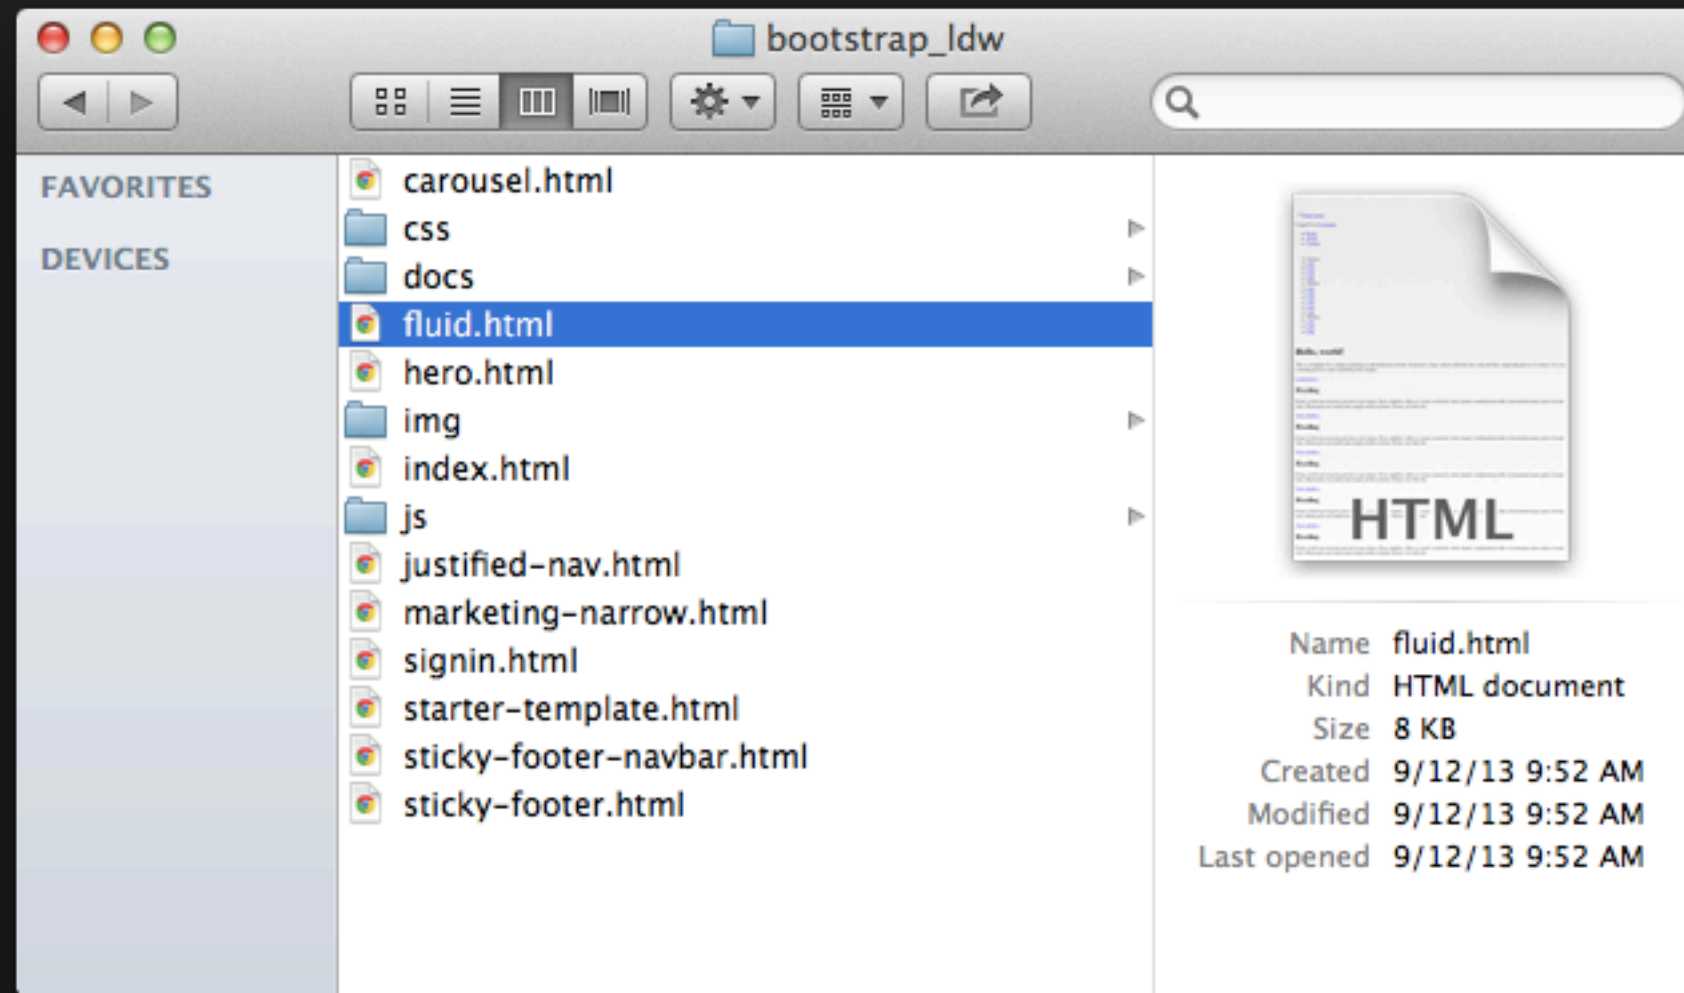 bootstrap_ldw
FAVORITES
DEVICES
carousel.html
css
docs
fluid.html
hero.html
img
index.html
js
justified-nav.html
marketing-narrow.html
signin.html
starter-template.html
sticky-footer-navbar.html
sticky-footer.html
HTML
Name fluid.html
Kind HTML document
Size 8 KB
Created 9/12/13 9:52 AM
Modified 9/12/13 9:52 AM
Last opened 9/12/13 9:52 AM